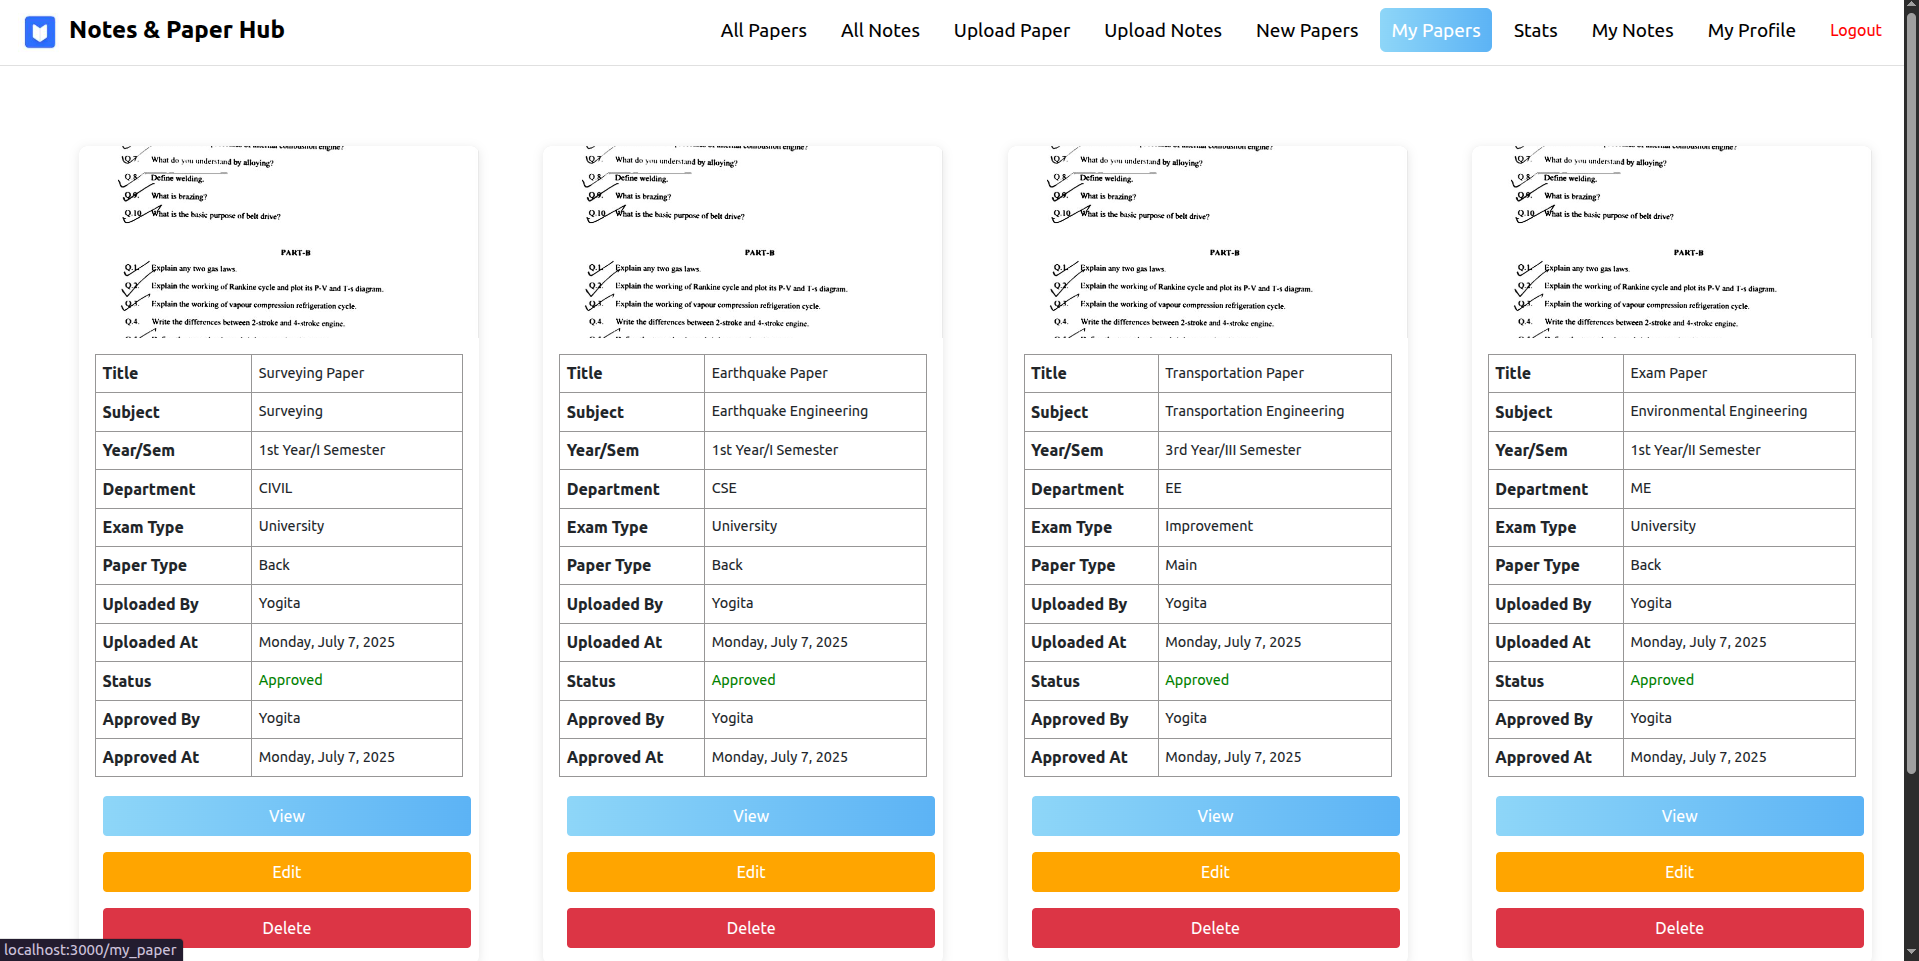 Notes & Paper Hub
All Papers
All Notes
Upload Paper
Upload Notes
New Papers
My Papers
Stats
My Notes
My Profile
Logout
Q.7. What do you understand by alloying?
Q.8. Define welding.
Q.9. What is brazing?
Q.10 What is the basic purpose of belt drive?
PART-B
Q.1. Explain any two gas laws.
Q.2. Explain the working of Rankine cycle and plot its P-V and T-s diagram.
Q.3. Explain the working of vapour compression refrigeration cycle.
Q.4. Write the differences between 2-stroke and 4-stroke engine.
Title Surveying Paper
Subject Surveying
Year/Sem 1st Year/I Semester
Department CIVIL
Exam Type University
Paper Type Back
Uploaded By Yogita
Uploaded At Monday, July 7, 2025
Status Approved
Approved By Yogita
Approved At Monday, July 7, 2025
View
Edit
Delete
Q.7. What do you understand by alloying?
Q.8. Define welding.
Q.9. What is brazing?
Q.10 What is the basic purpose of belt drive?
PART-B
Q.1. Explain any two gas laws.
Q.2. Explain the working of Rankine cycle and plot its P-V and T-s diagram.
Q.3. Explain the working of vapour compression refrigeration cycle.
Q.4. Write the differences between 2-stroke and 4-stroke engine.
Title Earthquake Paper
Subject Earthquake Engineering
Year/Sem 1st Year/I Semester
Department CSE
Exam Type University
Paper Type Back
Uploaded By Yogita
Uploaded At Monday, July 7, 2025
Status Approved
Approved By Yogita
Approved At Monday, July 7, 2025
View
Edit
Delete
Q.7. What do you understand by alloying?
Q.8. Define welding.
Q.9. What is brazing?
Q.10 What is the basic purpose of belt drive?
PART-B
Q.1. Explain any two gas laws.
Q.2. Explain the working of Rankine cycle and plot its P-V and T-s diagram.
Q.3. Explain the working of vapour compression refrigeration cycle.
Q.4. Write the differences between 2-stroke and 4-stroke engine.
Title Transportation Paper
Subject Transportation Engineering
Year/Sem 3rd Year/III Semester
Department EE
Exam Type Improvement
Paper Type Main
Uploaded By Yogita
Uploaded At Monday, July 7, 2025
Status Approved
Approved By Yogita
Approved At Monday, July 7, 2025
View
Edit
Delete
Q.7. What do you understand by alloying?
Q.8. Define welding.
Q.9. What is brazing?
Q.10 What is the basic purpose of belt drive?
PART-B
Q.1. Explain any two gas laws.
Q.2. Explain the working of Rankine cycle and plot its P-V and T-s diagram.
Q.3. Explain the working of vapour compression refrigeration cycle.
Q.4. Write the differences between 2-stroke and 4-stroke engine.
Title Exam Paper
Subject Environmental Engineering
Year/Sem 1st Year/II Semester
Department ME
Exam Type University
Paper Type Back
Uploaded By Yogita
Uploaded At Monday, July 7, 2025
Status Approved
Approved By Yogita
Approved At Monday, July 7, 2025
View
Edit
Delete
localhost:3000/my_paper